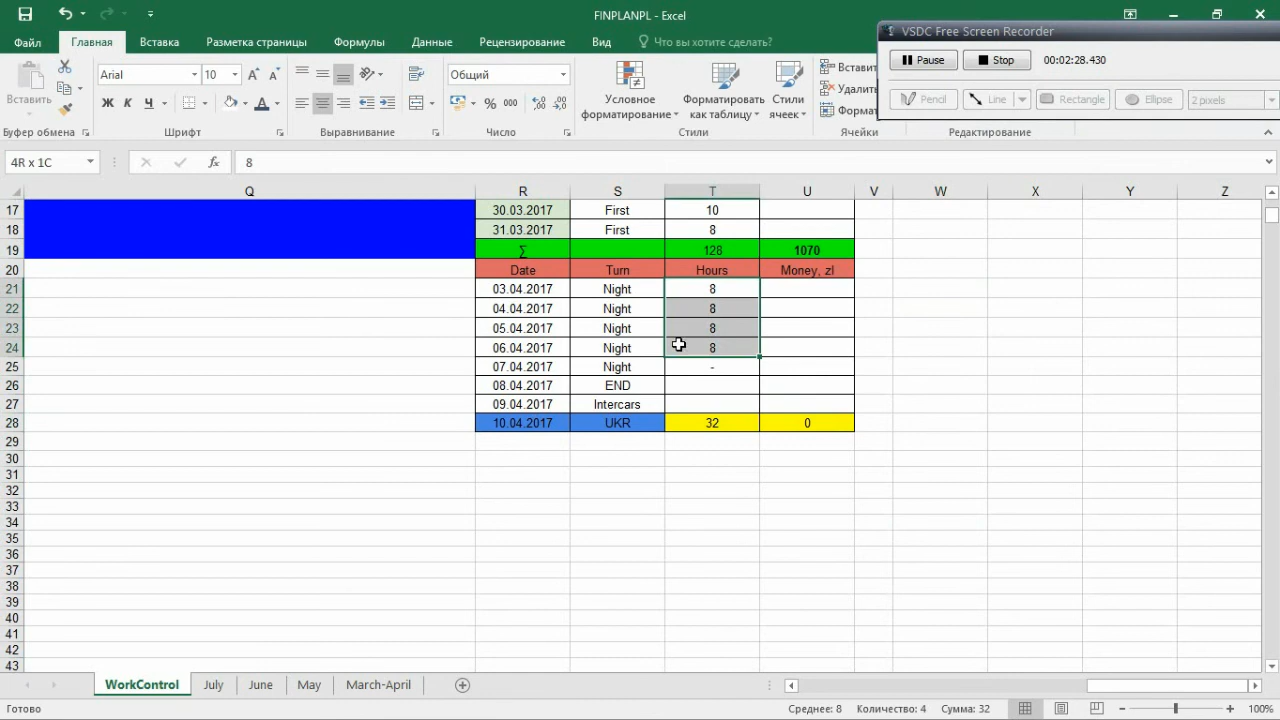 FINPLANPL - Excel
VSDC Free Screen Recorder
Файл Главная Вставка Разметка страницы Формулы Данные Рецензирование Вид Что вы хотите сделать?
Pause Stop 00:02:28.430
Вставить Arial 10 Общий Условное форматирование Форматировать как таблицу Стили ячеек
Вставит
Удалить
Формат
Ж К Ч А % 000
Pencil Line Rectangle Ellipse 2 pixels
Буфер обмена Шрифт Выравнивание Число Стили Ячейки Редактирование
4R x 1C fx 8
Q R S T U V W X Y Z
17 30.03.2017 First 10
18 31.03.2017 First 8
19 ∑ 128 1070
20 Date Turn Hours Money, zl
21 03.04.2017 Night 8
22 04.04.2017 Night 8
23 05.04.2017 Night 8
24 06.04.2017 Night 8
25 07.04.2017 Night -
26 08.04.2017 END
27 09.04.2017 Intercars
28 10.04.2017 UKR 32 0
29
30
31
32
33
34
35
36
37
38
39
40
41
42
43
WorkControl July June May March-April
Готово Среднее: 8 Количество: 4 Сумма: 32 100%